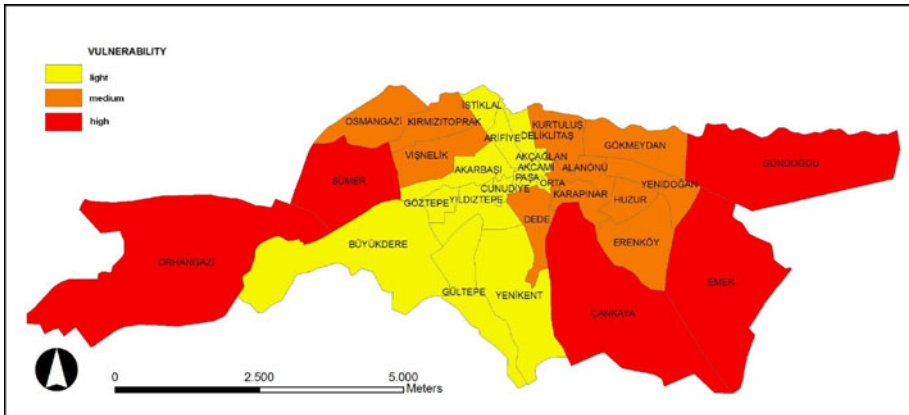 VULNERABILITY
light
medium
high
İSTİKLAL
OSMANGAZİ
KIRMIZITOPRAK
KURTULUŞ
ARİFİYE
DELİKLİTAŞ
GÖKMEYDAN
VİŞNELİK
AKÇAĞLAN
GÜNDOĞDU
AKARBAŞI
AKCAMİ
ALANÖNÜ
PAŞA
SÜMER
ORTA
YENİDOĞAN
CUNUDİYE
KARAPINAR
HUZUR
GÖZTEPE
YILDIZTEPE
DEDE
BÜYÜKDERE
ERENKÖY
ORHANGAZİ
GÜLTEPE
YENİKENT
EMEK
ÇANKAYA
0 2.500 5.000
Meters